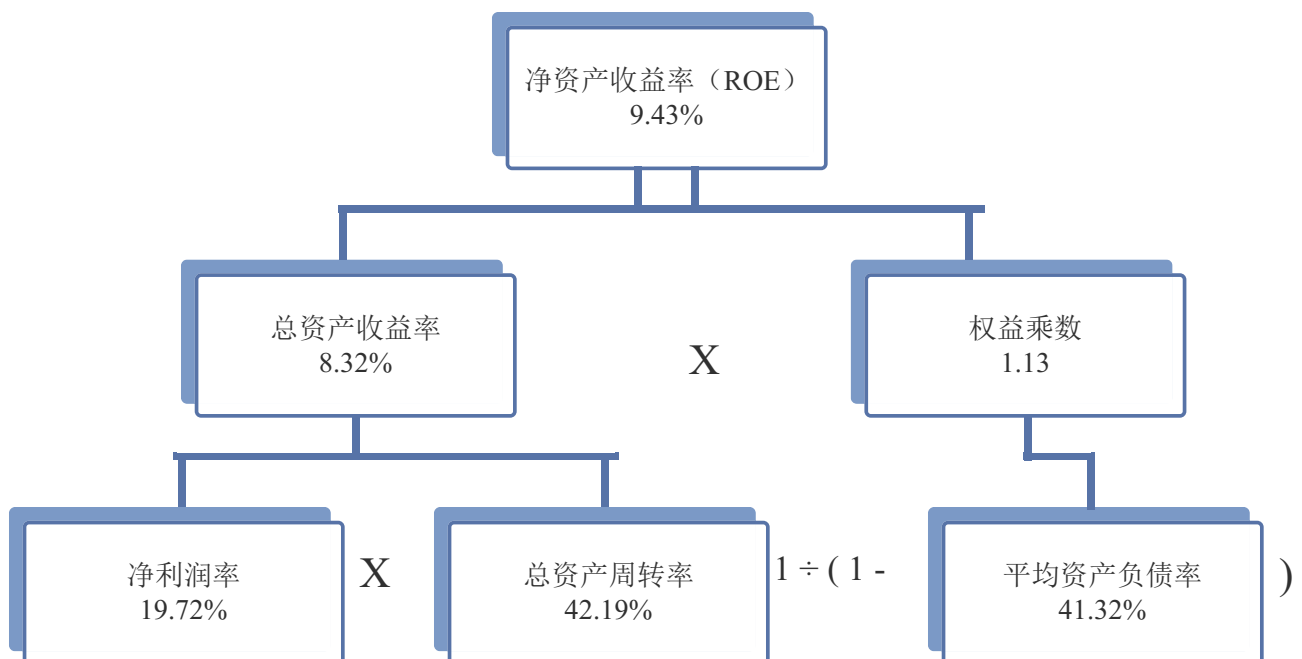 净资产收益率（ROE）
9.43%
总资产收益率
8.32%
X
权益乘数
1.13
净利润率
19.72%
X
总资产周转率
42.19%
1 ÷ ( 1 -
平均资产负债率
41.32%
)